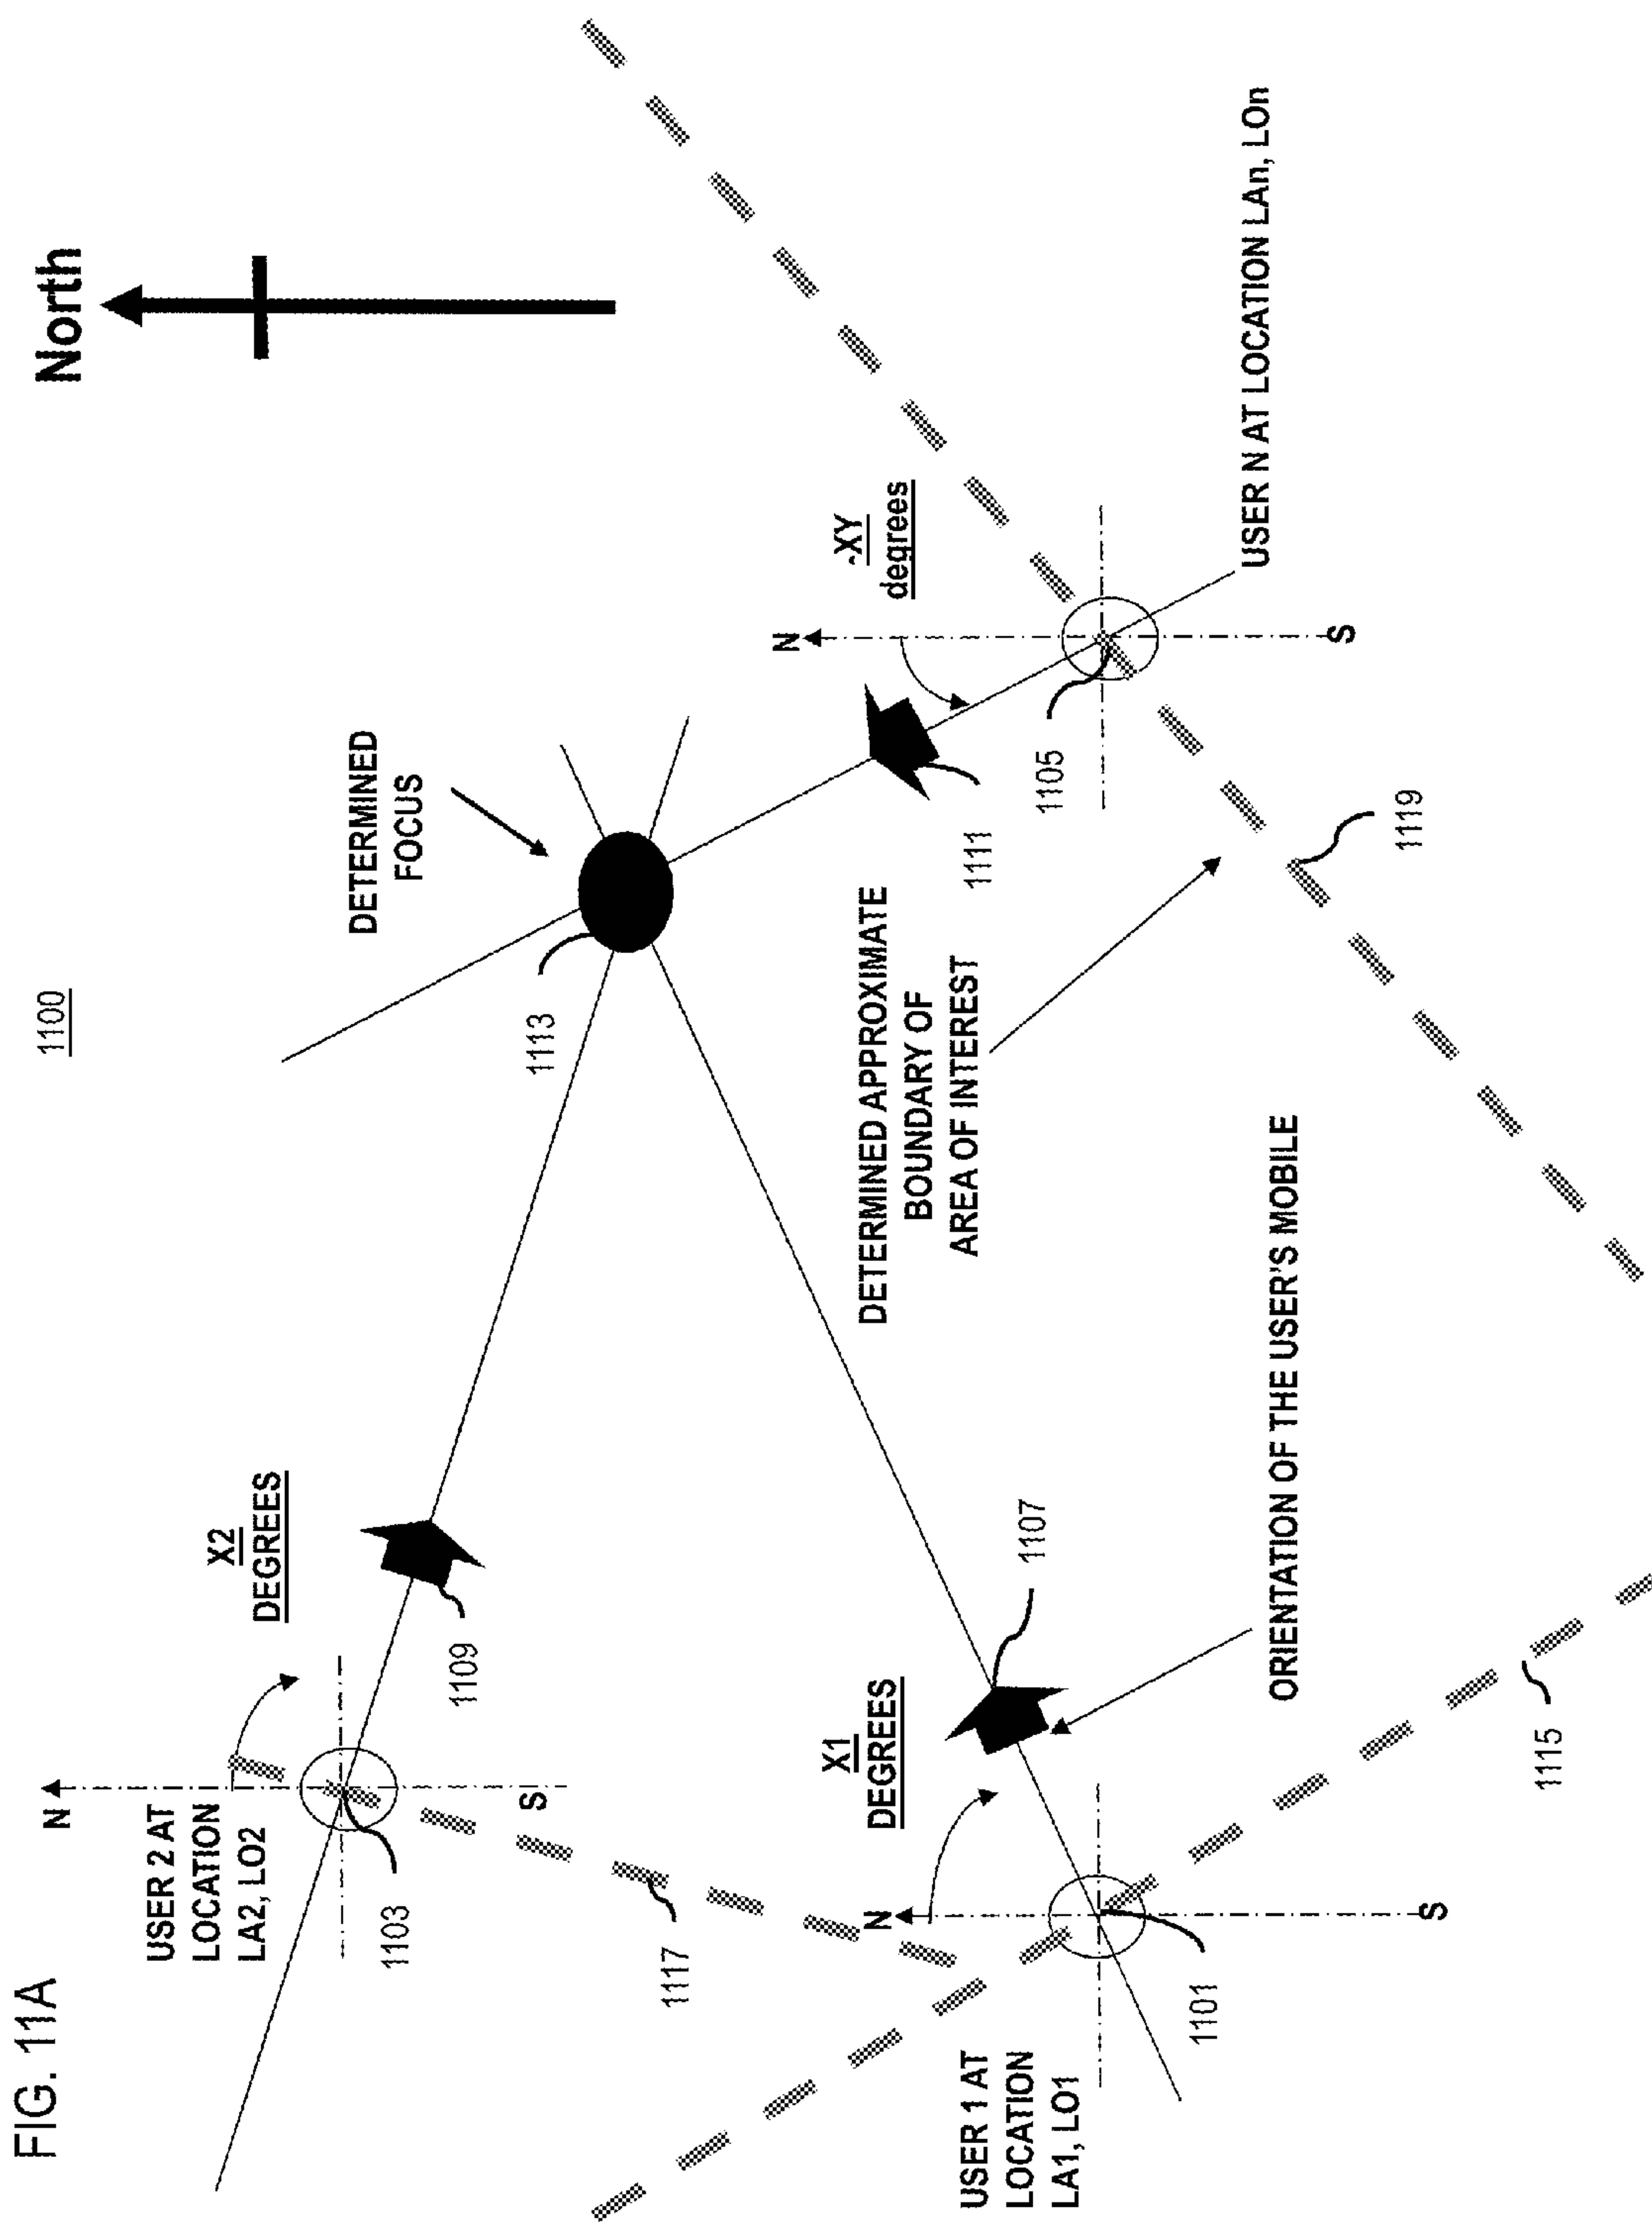 FIG. 11A
1100
North
N
USER 2 AT
LOCATION
LA2, LO2
X2
DEGREES
S
1103
1109
1117
DETERMINED
FOCUS
1113
N
X1
DEGREES
1107
USER 1 AT
LOCATION
LA1, LO1
S
1101
1115
ORIENTATION OF THE USER'S MOBILE
DETERMINED APPROXIMATE
BOUNDARY OF
AREA OF INTEREST
1111
1105
N
-XY
degrees
S
1119
USER N AT LOCATION LAn, LOn